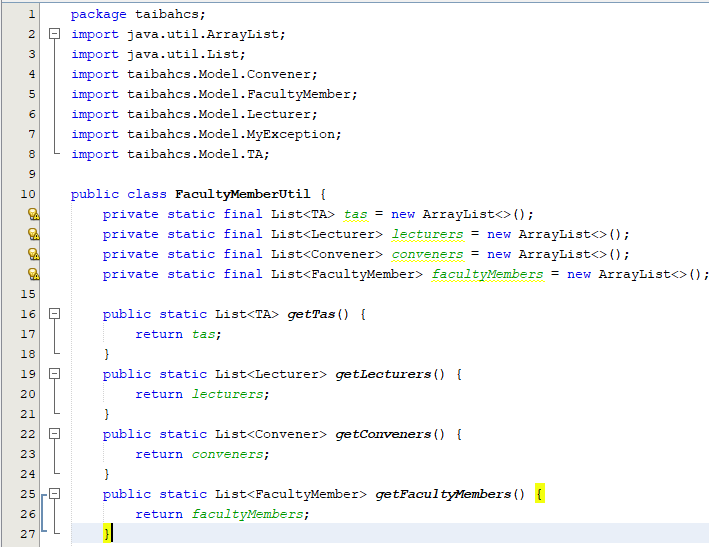 1 package taibahcs;
2 import java.util.ArrayList;
3 import java.util.List;
4 import taibahcs.Model.Convener;
5 import taibahcs.Model.FacultyMember;
6 import taibahcs.Model.Lecturer;
7 import taibahcs.Model.MyException;
8 import taibahcs.Model.TA;
9
10 public class FacultyMemberUtil {
private static final List<TA> tas = new ArrayList<>();
private static final List<Lecturer> lecturers = new ArrayList<>();
private static final List<Convener> conveners = new ArrayList<>();
private static final List<FacultyMember> facultyMembers = new ArrayList<>();
15
16 public static List<TA> getTas() {
17 return tas;
18 }
19 public static List<Lecturer> getLecturers() {
20 return lecturers;
21 }
22 public static List<Convener> getConveners() {
23 return conveners;
24 }
25 public static List<FacultyMember> getFacultyMembers() {
26 return facultyMembers;
27 }